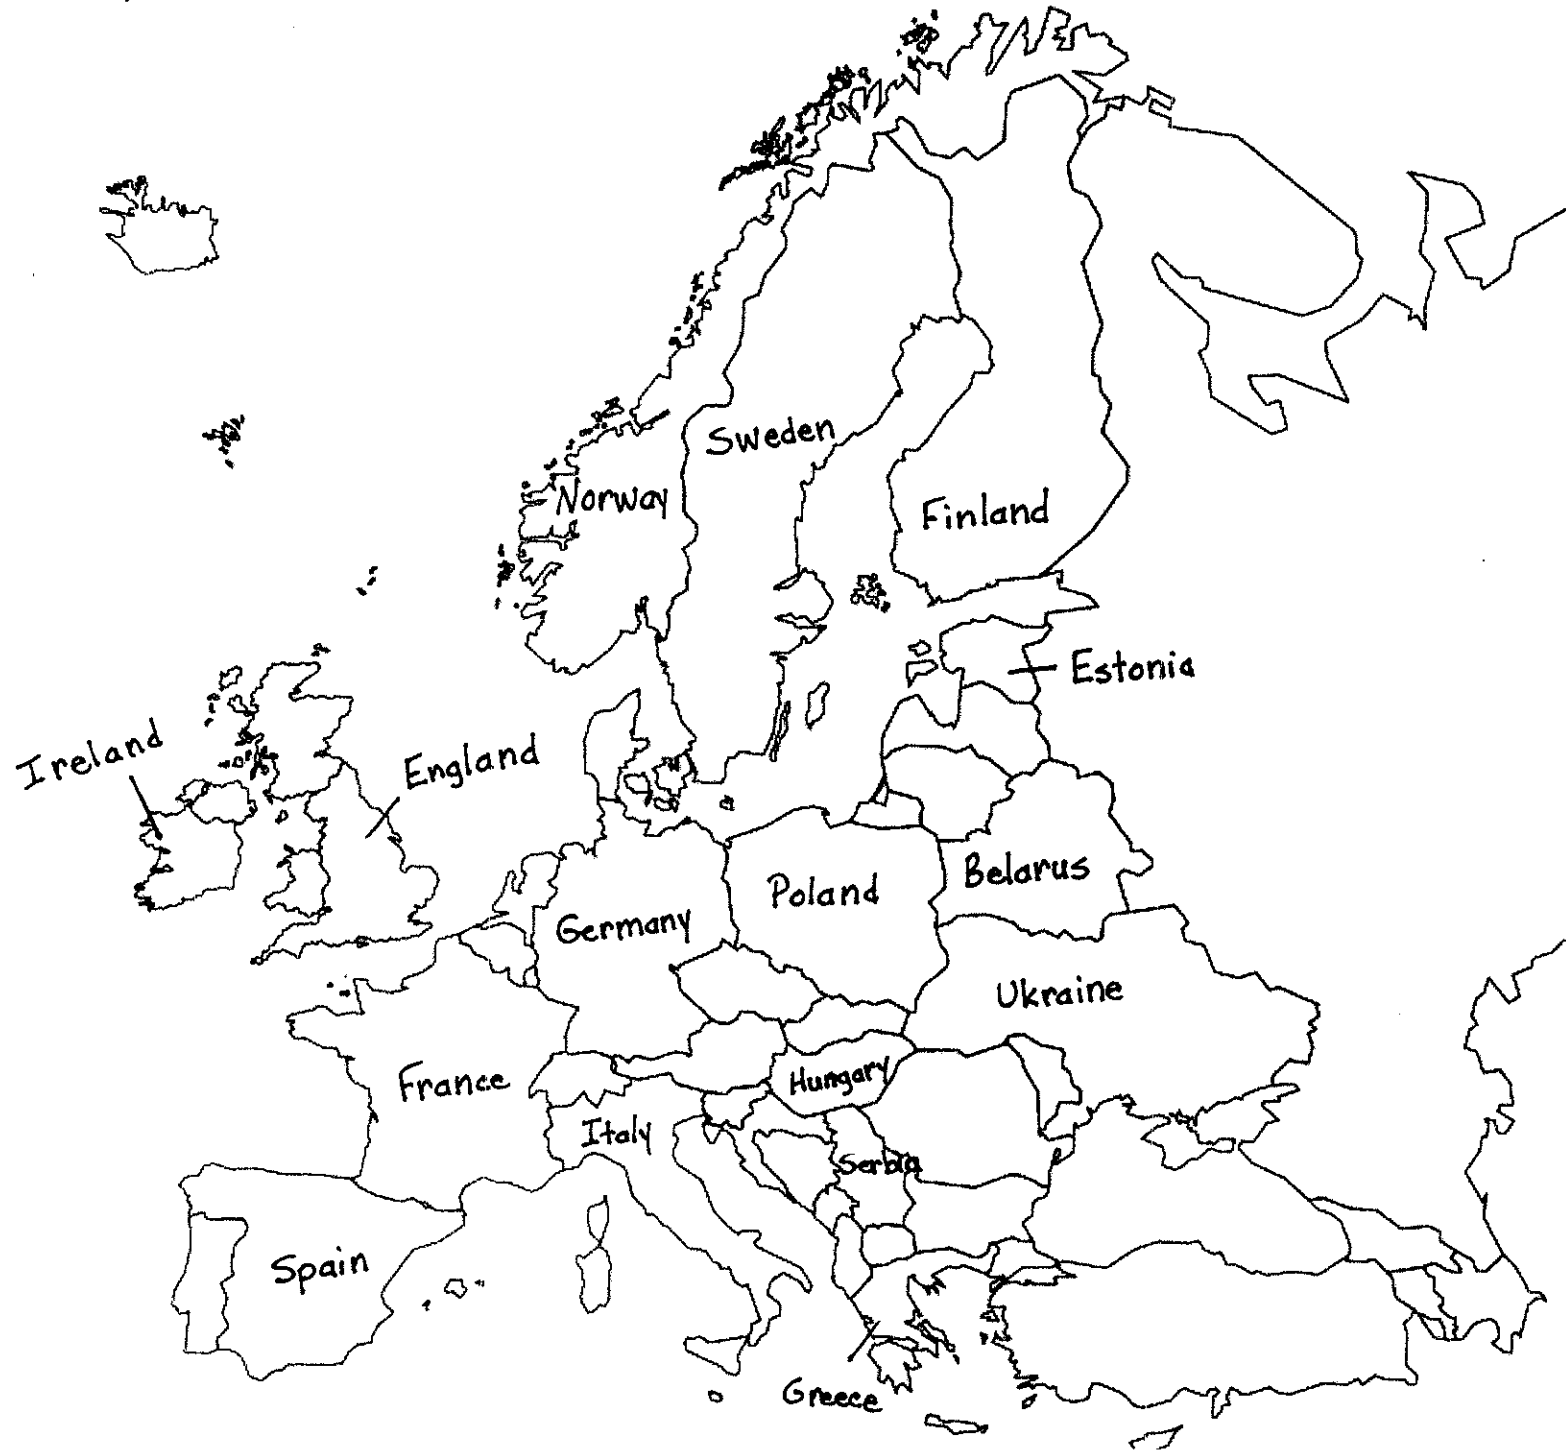 Sweden
Norway
Finland
Estonia
Ireland
England
Belarus
Poland
Germany
Ukraine
France
Hungary
Italy
Serbia
Spain
Greece